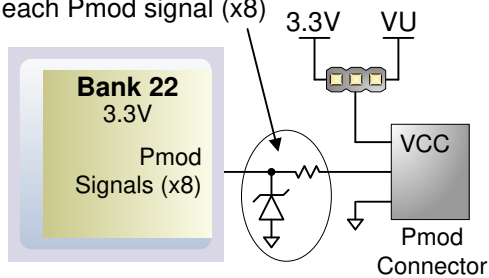 each Pmod signal (x8)
3.3V VU
Bank 22
3.3V
Pmod
Signals (x8)
VCC
Pmod
Connector